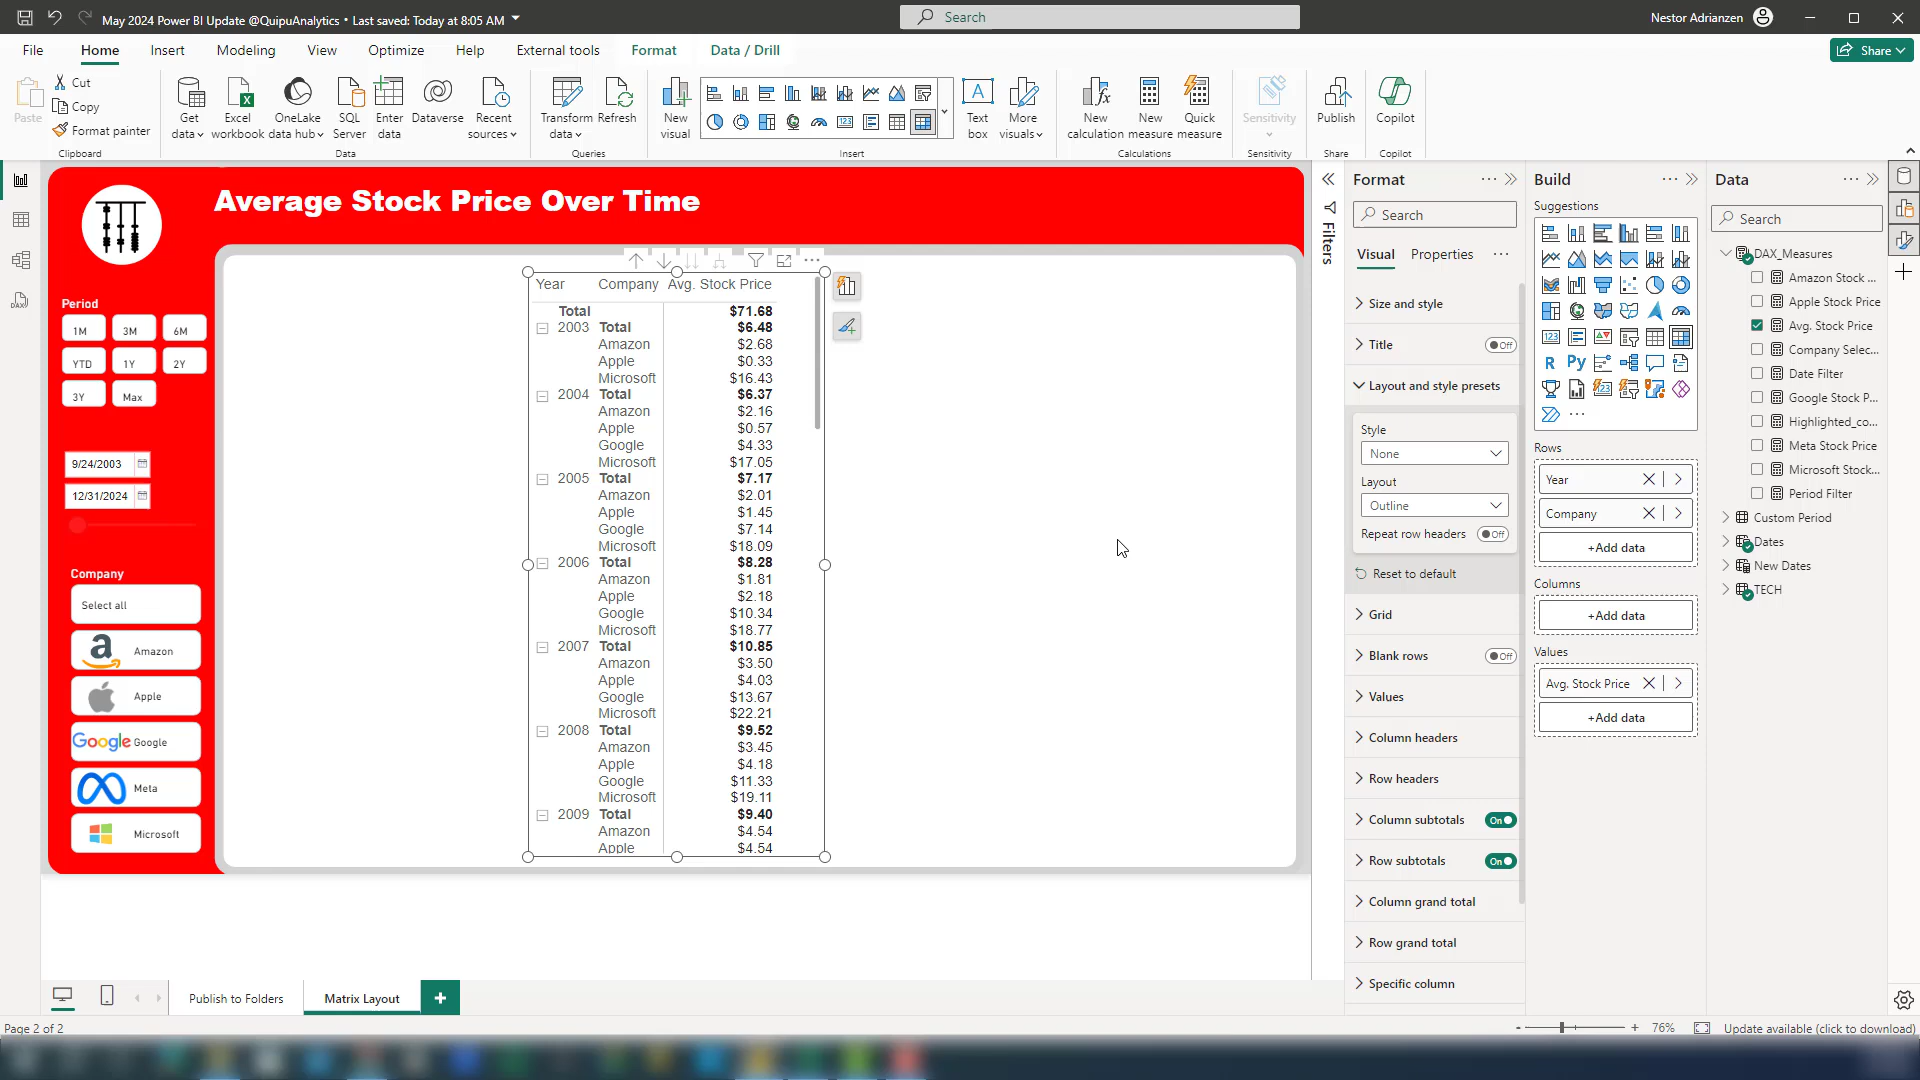 May 2024 Power BI Update @QuipuAnalytics • Last saved: Today at 8:05 AM
Search
Nestor Adrianzen
File
Home
Insert
Modeling
View
Optimize
Help
External tools
Format
Data / Drill
Share
Paste
Cut
Copy
Format painter
Clipboard
Get data
Excel workbook
OneLake data hub
SQL Server
Enter data
Dataverse
Recent sources
Data
Transform data
Refresh
Queries
New visual
Insert
Text box
More visuals
New calculation
New measure
Quick measure
Calculations
Sensitivity
Sensitivity
Publish
Share
Copilot
Copilot
Average Stock Price Over Time
Period
1M 3M 6M
YTD 1Y 2Y
3Y Max
9/24/2003
12/31/2024
Company
Select all
Amazon
Apple
Google Google
Meta
Microsoft
Year Company Avg. Stock Price
Total $71.68
2003 Total $6.48
Amazon $2.68
Apple $0.33
Microsoft $16.43
2004 Total $6.37
Amazon $2.16
Apple $0.57
Google $4.33
Microsoft $17.05
2005 Total $7.17
Amazon $2.01
Apple $1.45
Google $7.14
Microsoft $18.09
2006 Total $8.28
Amazon $1.81
Apple $2.18
Google $10.34
Microsoft $18.77
2007 Total $10.85
Amazon $3.50
Apple $4.03
Google $13.67
Microsoft $22.21
2008 Total $9.52
Amazon $3.45
Apple $4.18
Google $11.33
Microsoft $19.11
2009 Total $9.40
Amazon $4.54
Apple $4.54
Filters
Format
Search
Visual
Properties
Size and style
Title Off
Layout and style presets
Style
None
Layout
Outline
Repeat row headers Off
Reset to default
Grid
Blank rows Off
Values
Column headers
Row headers
Column subtotals On
Row subtotals On
Column grand total
Row grand total
Specific column
Build
Suggestions
R
Py
Rows
Year
Company
+Add data
Columns
+Add data
Values
Avg. Stock Price
+Add data
Data
Search
DAX_Measures
Amazon Stock ...
Apple Stock Price
Avg. Stock Price
Company Selec...
Date Filter
Google Stock P...
Highlighted_co...
Meta Stock Price
Microsoft Stock...
Period Filter
Custom Period
Dates
New Dates
TECH
Publish to Folders
Matrix Layout
Page 2 of 2
76%
Update available (click to download)